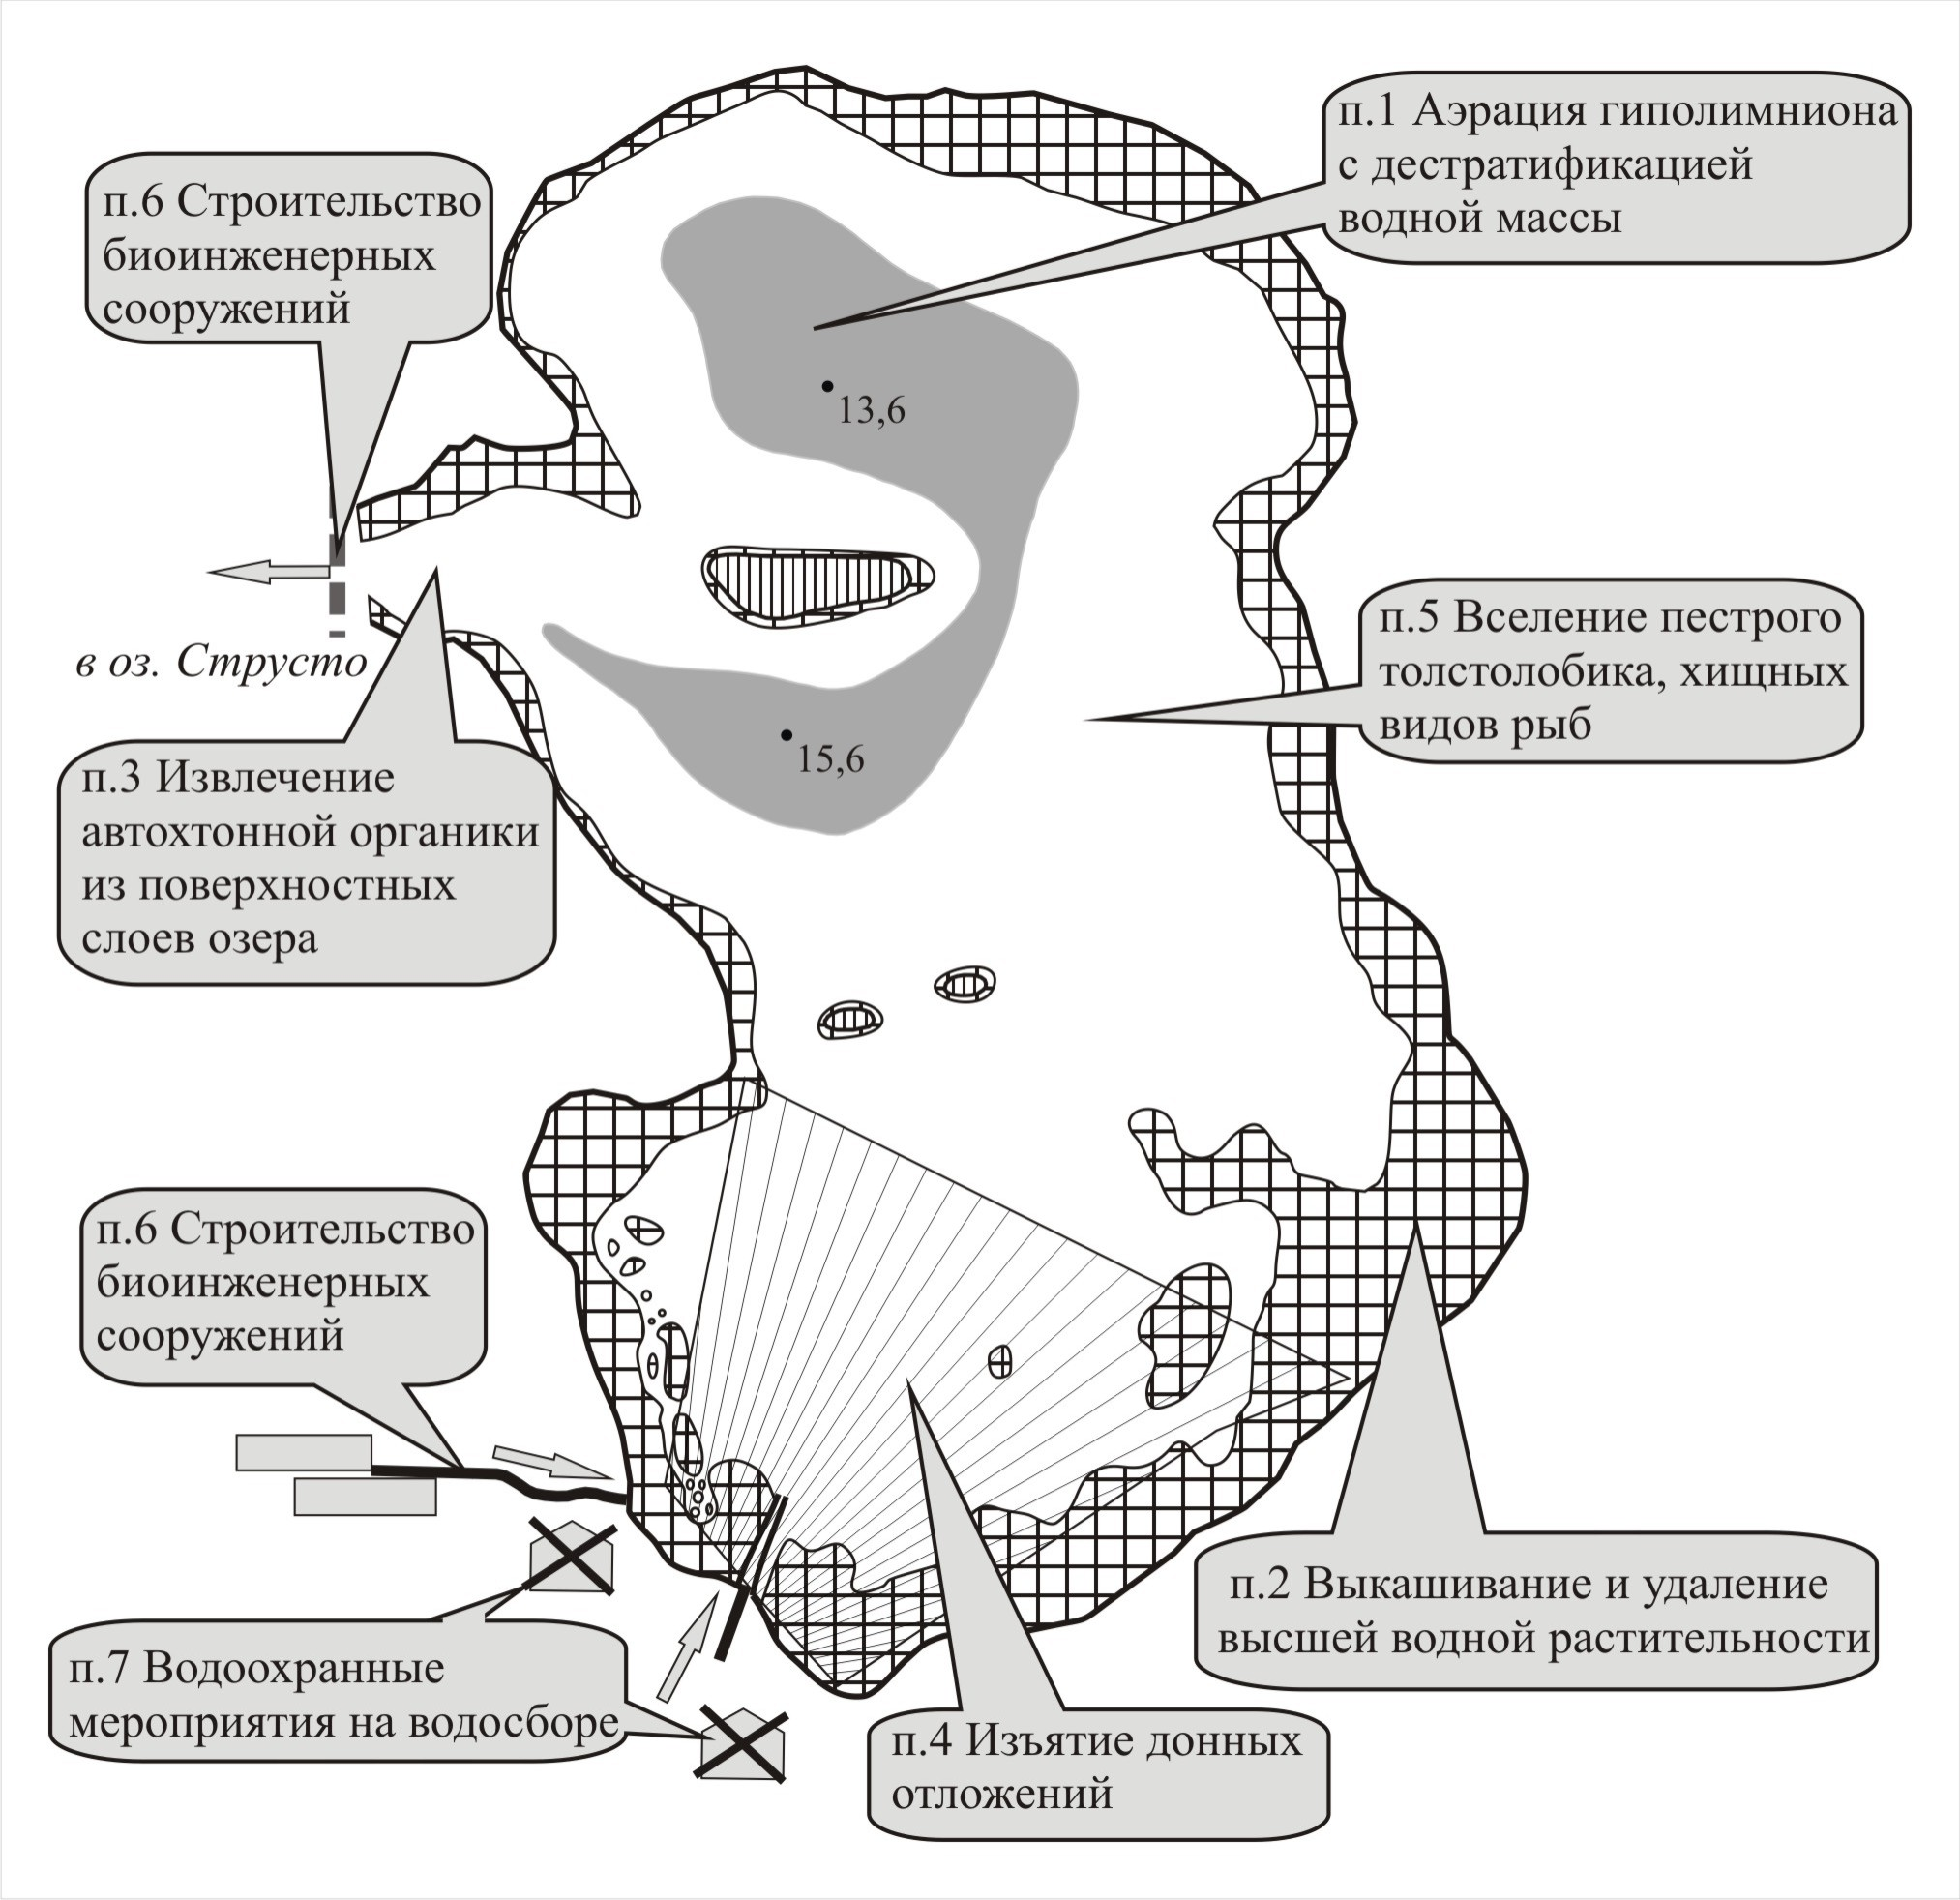 п.1 Аэрация гиполимниона
с дестратификацией
водной массы
п.6 Строительство
биоинженерных
сооружений
13,6
в оз. Струсто
п.5 Вселение пестрого
толстолобика, хищных
видов рыб
15,6
п.3 Извлечение
автохтонной органики
из поверхностных
слоев озера
п.6 Строительство
биоинженерных
сооружений
п.2 Выкашивание и удаление
высшей водной растительности
п.7 Водоохранные
мероприятия на водосборе
п.4 Изъятие донных
отложений